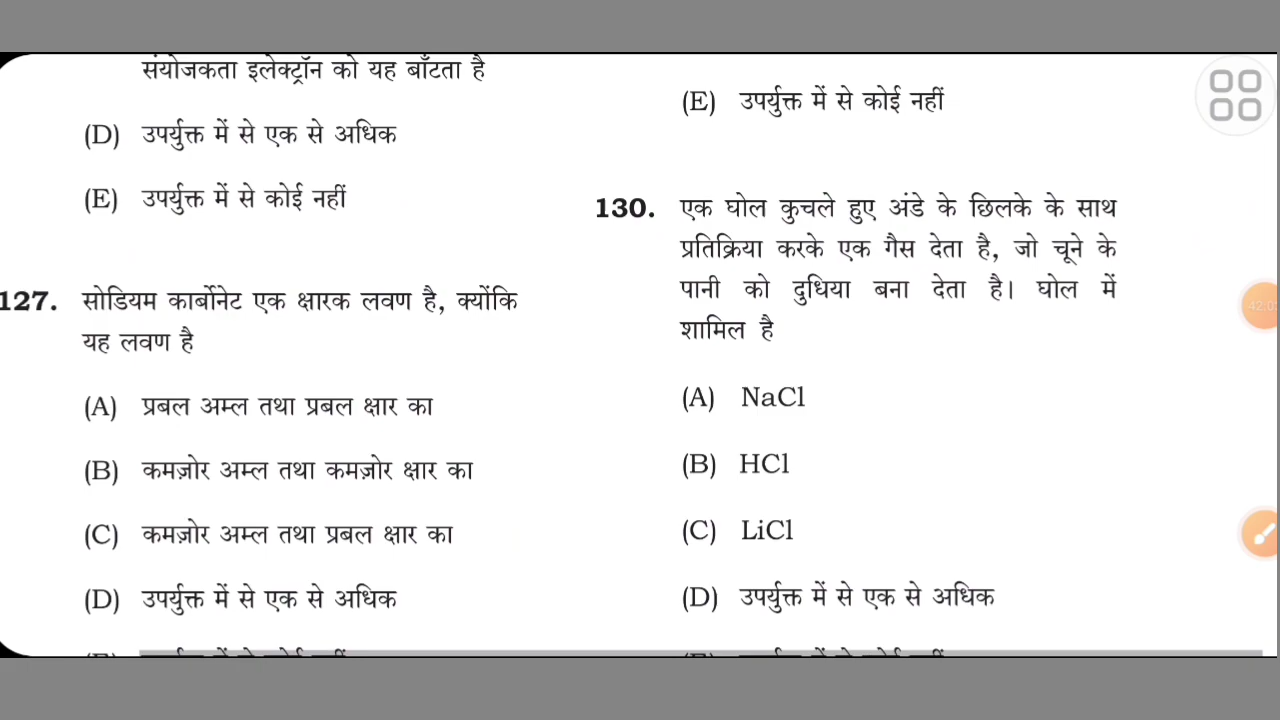 संयोजकता इलेक्ट्रॉन को यह बाँटता है
(D) उपर्युक्त में से एक से अधिक
(E) उपर्युक्त में से कोई नहीं
127. सोडियम कार्बोनेट एक क्षारक लवण है, क्योंकि
यह लवण है
(A) प्रबल अम्ल तथा प्रबल क्षार का
(B) कमज़ोर अम्ल तथा कमज़ोर क्षार का
(C) कमज़ोर अम्ल तथा प्रबल क्षार का
(D) उपर्युक्त में से एक से अधिक
(E) उपर्युक्त में से कोई नहीं
130. एक घोल कुचले हुए अंडे के छिलके के साथ
प्रतिक्रिया करके एक गैस देता है, जो चूने के
पानी को दुधिया बना देता है। घोल में
शामिल है
(A) NaCl
(B) HCl
(C) LiCl
(D) उपर्युक्त में से एक से अधिक